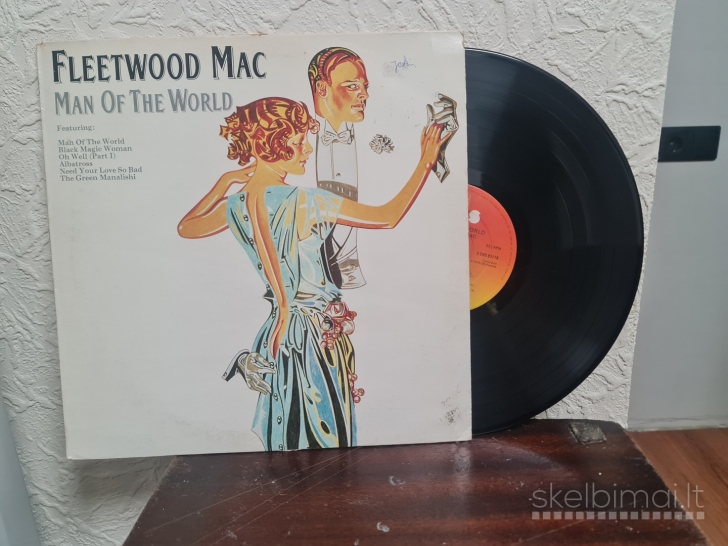 FLEETWOOD MAC
MAN OF THE WORLD
Featuring:
Man Of The World
Black Magic Woman
Oh Well (Part 1)
Albatross
Need Your Love So Bad
The Green Manalishi
skelbimai.lt